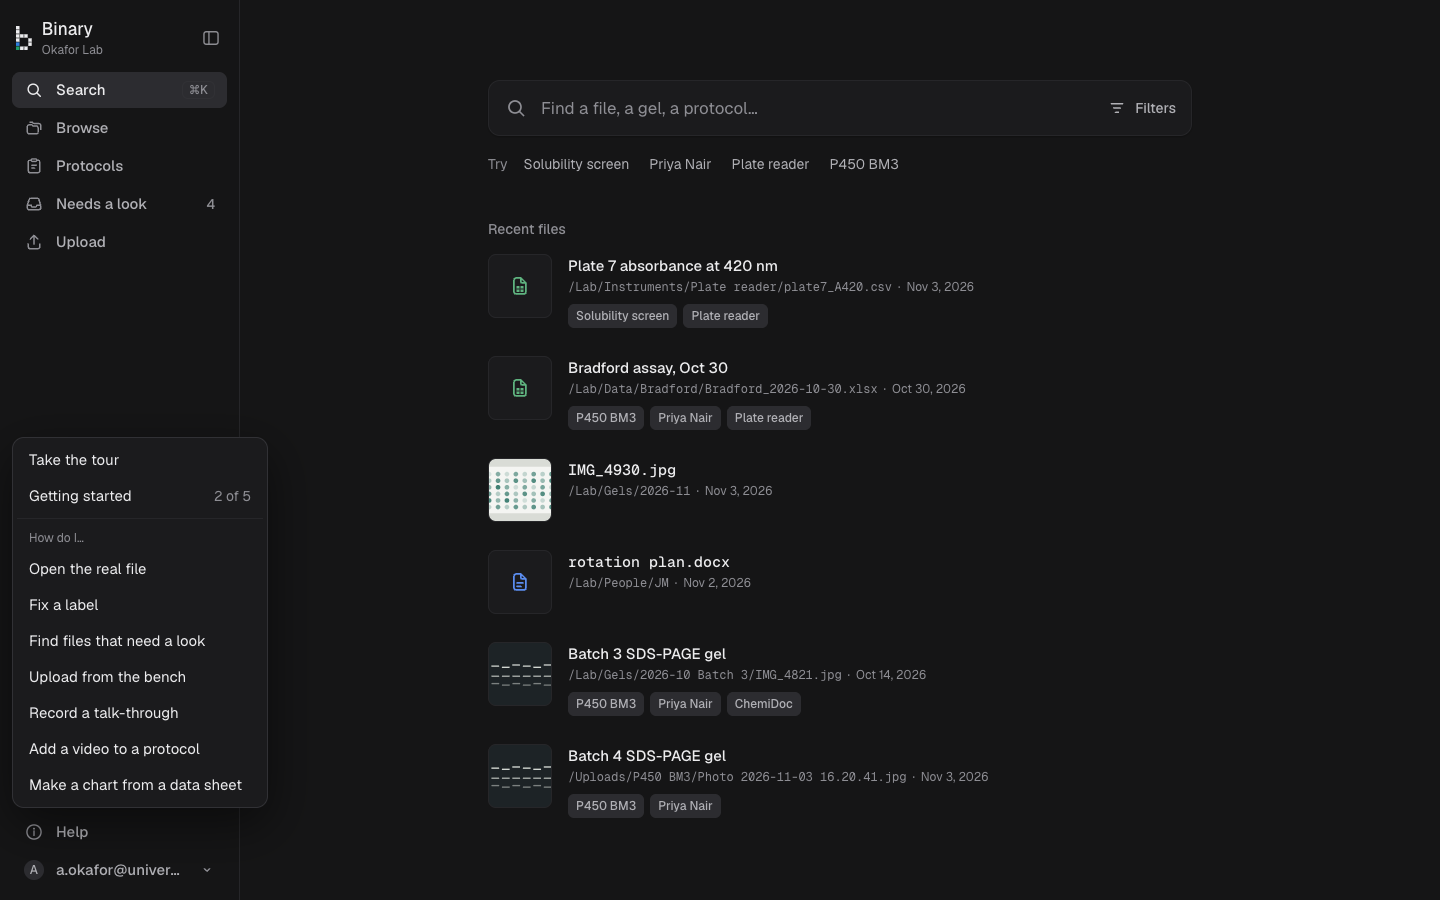 Binary
Okafor Lab
Search ⌘K
Browse
Protocols
Needs a look 4
Upload
Take the tour
Getting started 2 of 5
How do I…
Open the real file
Fix a label
Find files that need a look
Upload from the bench
Record a talk-through
Add a video to a protocol
Make a chart from a data sheet
Help
A a.okafor@univer…
Find a file, a gel, a protocol… Filters
Try Solubility screen Priya Nair Plate reader P450 BM3
Recent files
Plate 7 absorbance at 420 nm
/Lab/Instruments/Plate reader/plate7_A420.csv · Nov 3, 2026
Solubility screen Plate reader
Bradford assay, Oct 30
/Lab/Data/Bradford/Bradford_2026-10-30.xlsx · Oct 30, 2026
P450 BM3 Priya Nair Plate reader
IMG_4930.jpg
/Lab/Gels/2026-11 · Nov 3, 2026
rotation plan.docx
/Lab/People/JM · Nov 2, 2026
Batch 3 SDS-PAGE gel
/Lab/Gels/2026-10 Batch 3/IMG_4821.jpg · Oct 14, 2026
P450 BM3 Priya Nair ChemiDoc
Batch 4 SDS-PAGE gel
/Uploads/P450 BM3/Photo 2026-11-03 16.20.41.jpg · Nov 3, 2026
P450 BM3 Priya Nair